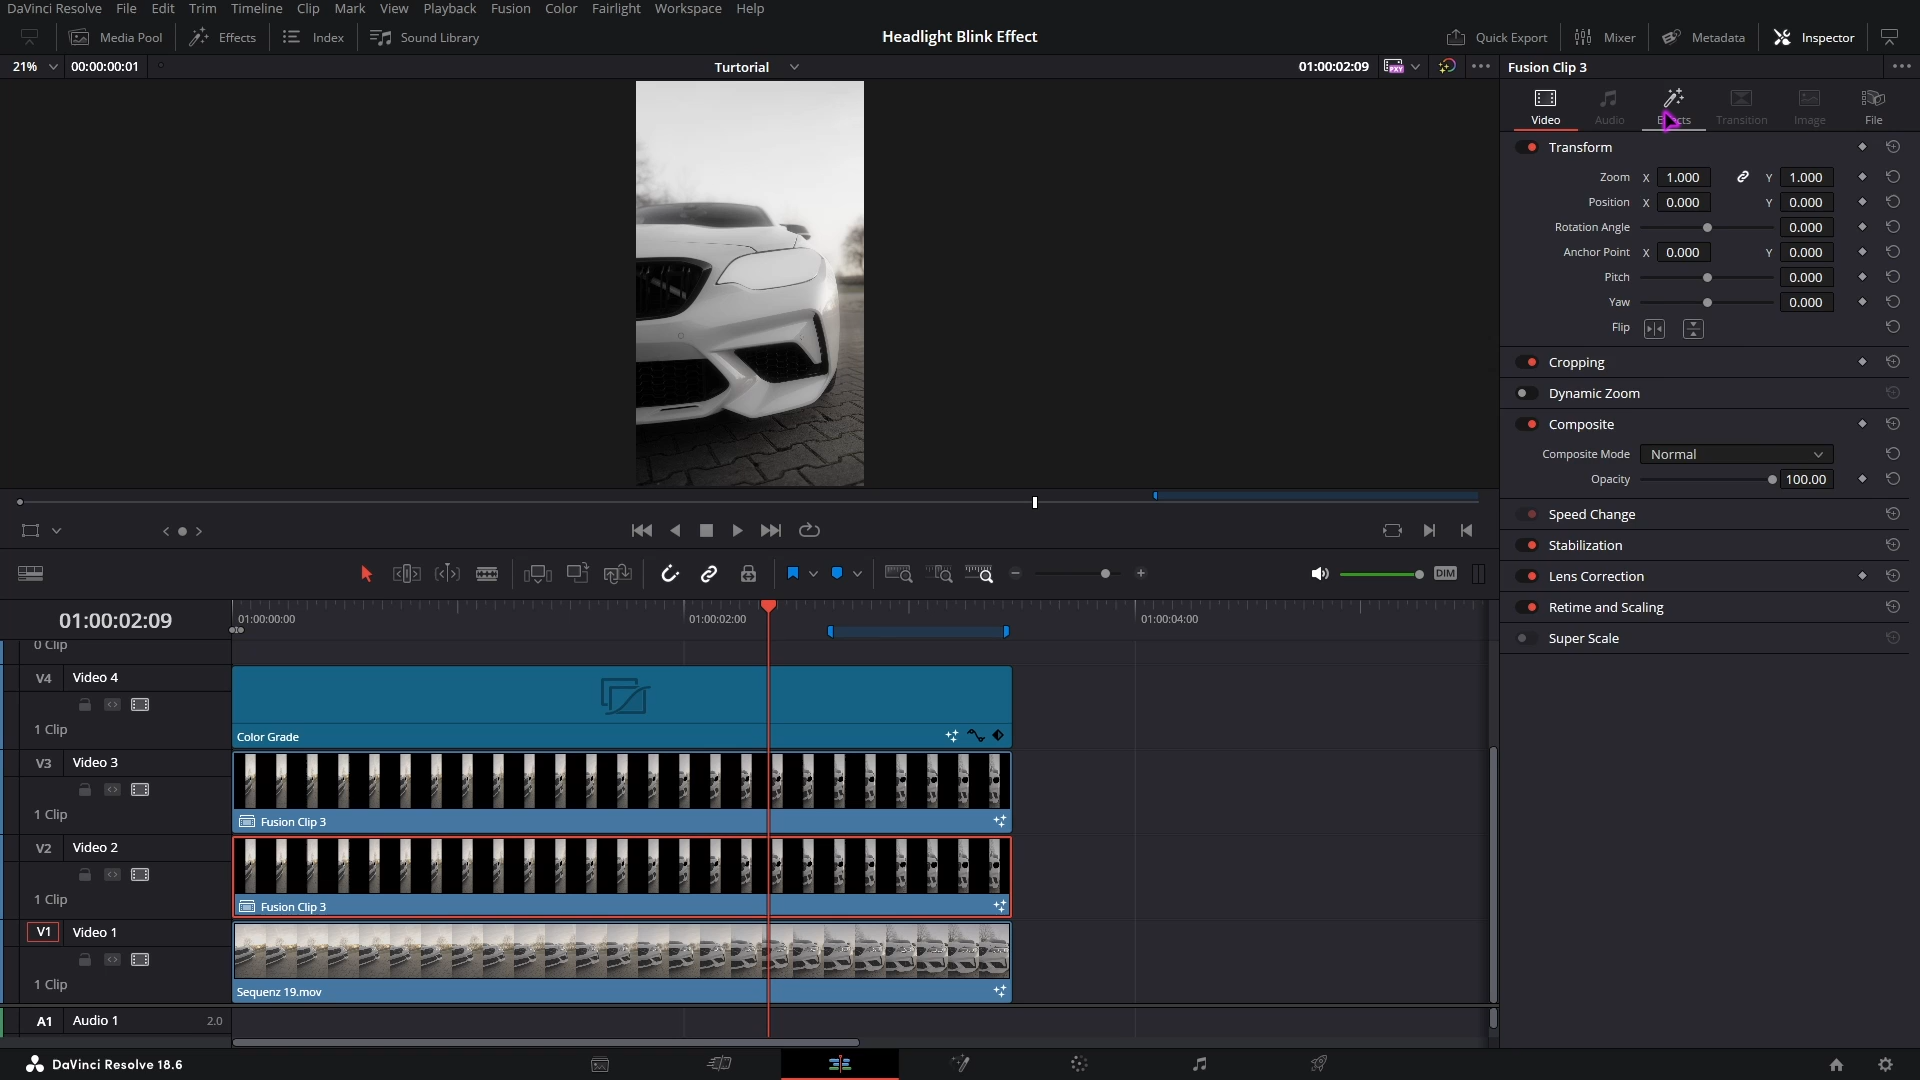 DaVinci Resolve File Edit Trim Timeline Clip Mark View Playback Fusion Color Fairlight Workspace Help
Media Pool Effects Index Sound Library Headlight Blink Effect Quick Export Mixer Metadata Inspector
21% 00:00:00:01 Turtorial 01:00:02:09 PXY Fusion Clip 3
Video Audio Transition Image File
Transform
Zoom X 1.000 Y 1.000
Position X 0.000 Y 0.000
Rotation Angle 0.000
Anchor Point X 0.000 Y 0.000
Pitch 0.000
Yaw 0.000
Flip
Cropping
Dynamic Zoom
Composite
Composite Mode Normal
Opacity 100.00
Speed Change
Stabilization
Lens Correction
Retime and Scaling
Super Scale
DIM
01:00:02:09 01:00:00:00 01:00:02:00 01:00:04:00
0 Clip
V4 Video 4
1 Clip
Color Grade
V3 Video 3
1 Clip
Fusion Clip 3
V2 Video 2
1 Clip
Fusion Clip 3
V1 Video 1
1 Clip
Sequenz 19.mov
A1 Audio 1 2.0
DaVinci Resolve 18.6